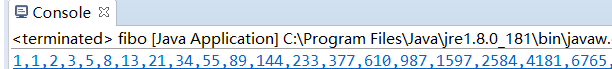 Console
<terminated> fibo [Java Application] C:\Program Files\Java\jre1.8.0_181\bin\javaw.
1,1,2,3,5,8,13,21,34,55,89,144,233,377,610,987,1597,2584,4181,6765,